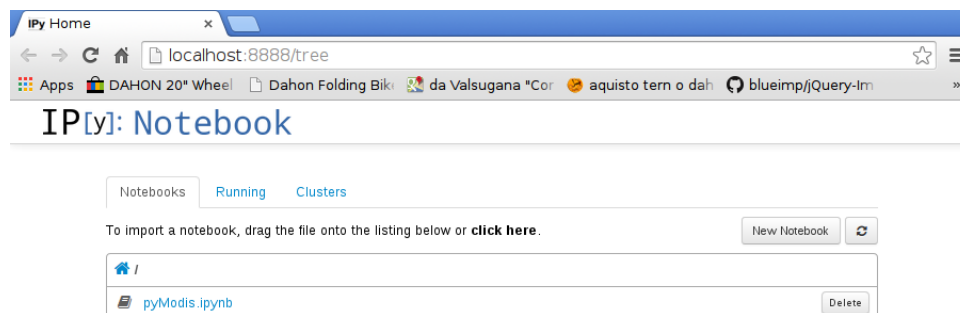 IPy Home ×
localhost:8888/tree
Apps DAHON 20" Wheel Dahon Folding Bike da Valsugana "Cor aquisto tern o dah blueimp/jQuery-Im »
IP[y]: Notebook
Notebooks Running Clusters
To import a notebook, drag the file onto the listing below or click here. New Notebook
/
pyModis.ipynb Delete